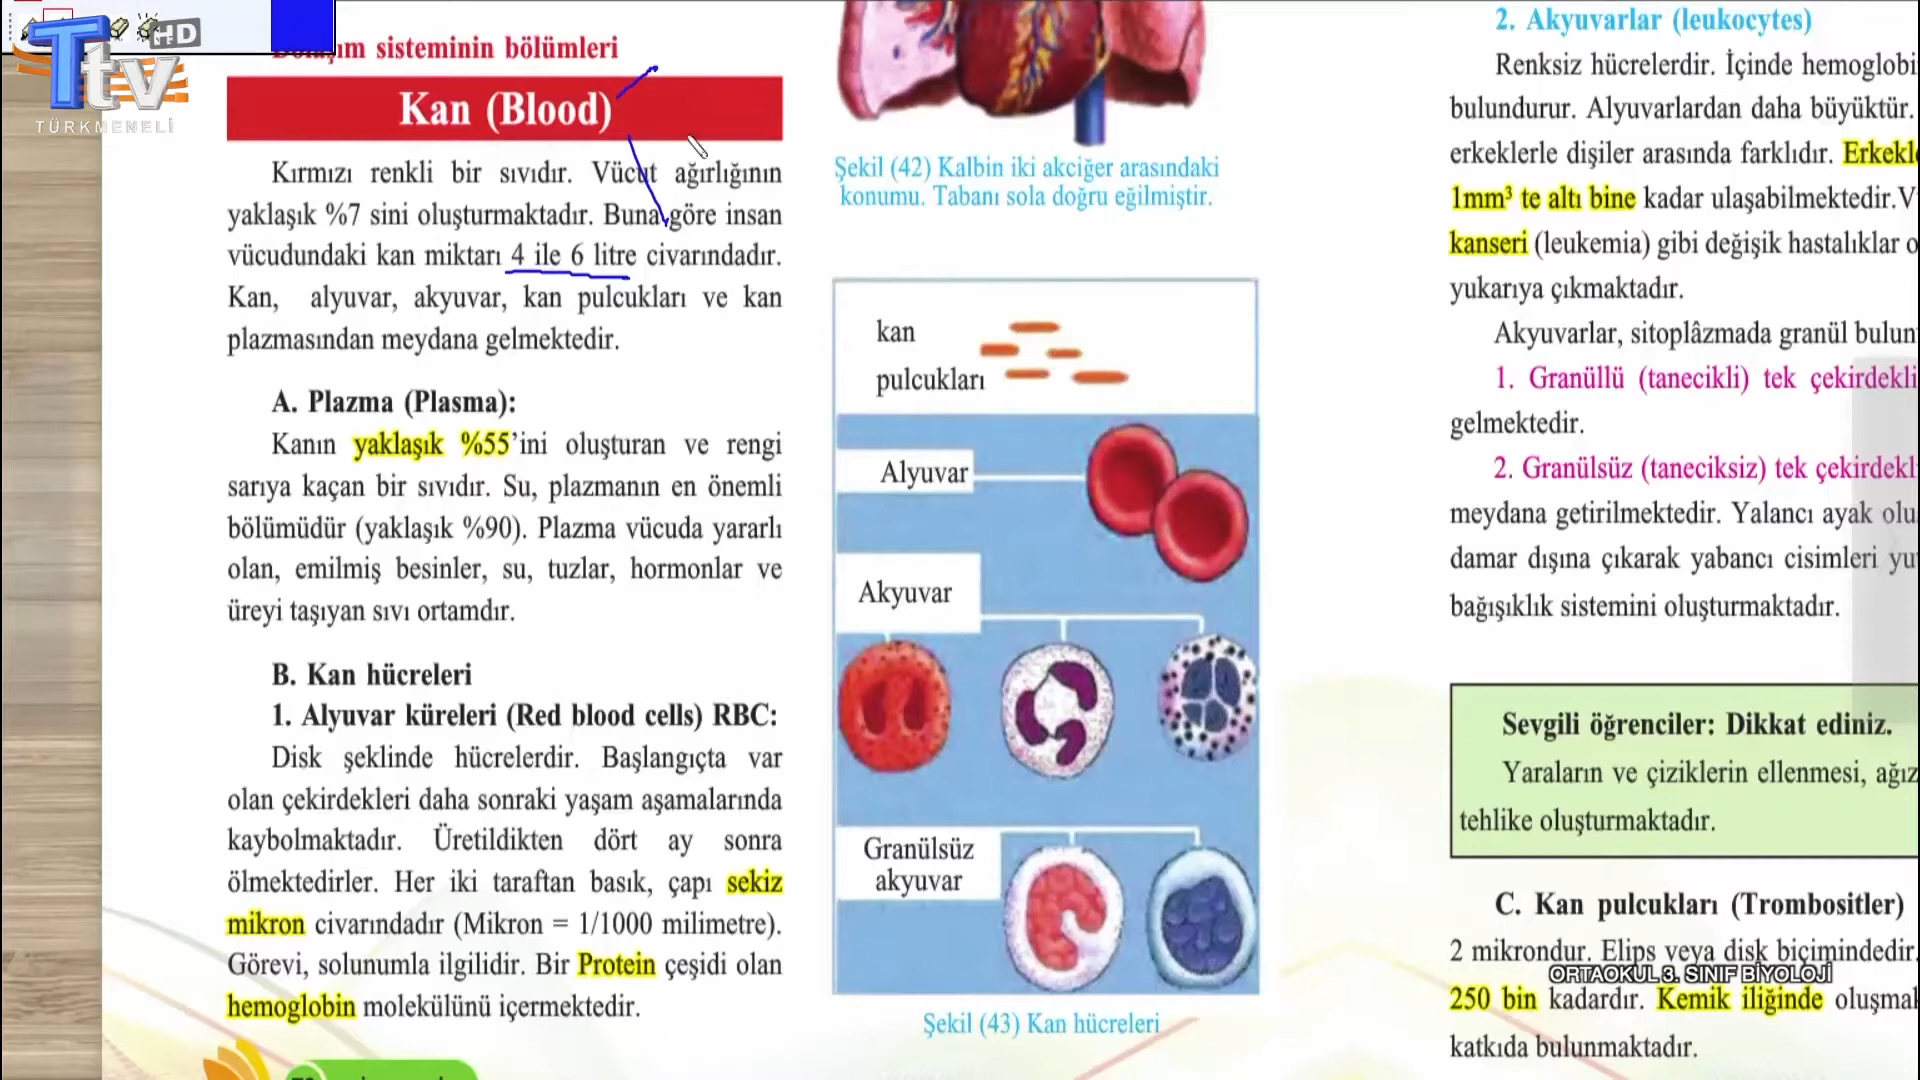 HD
Ttv
TÜRKMENELİ
Dolaşım sisteminin bölümleri
Kan (Blood)
Kırmızı renkli bir sıvıdır. Vücut ağırlığının
yaklaşık %7 sini oluşturmaktadır. Buna göre insan
vücudundaki kan miktarı 4 ile 6 litre civarındadır.
Kan, alyuvar, akyuvar, kan pulcukları ve kan
plazmasından meydana gelmektedir.
A. Plazma (Plasma):
Kanın yaklaşık %55’ini oluşturan ve rengi
sarıya kaçan bir sıvıdır. Su, plazmanın en önemli
bölümüdür (yaklaşık %90). Plazma vücuda yararlı
olan, emilmiş besinler, su, tuzlar, hormonlar ve
üreyi taşıyan sıvı ortamdır.
B. Kan hücreleri
1. Alyuvar küreleri (Red blood cells) RBC:
Disk şeklinde hücrelerdir. Başlangıçta var
olan çekirdekleri daha sonraki yaşam aşamalarında
kaybolmaktadır. Üretildikten dört ay sonra
ölmektedirler. Her iki taraftan basık, çapı sekiz
mikron civarındadır (Mikron = 1/1000 milimetre).
Görevi, solunumla ilgilidir. Bir Protein çeşidi olan
hemoglobin molekülünü içermektedir.
Şekil (42) Kalbin iki akciğer arasındaki
konumu. Tabanı sola doğru eğilmiştir.
kan
pulcukları
Alyuvar
Akyuvar
Granülsüz
akyuvar
Şekil (43) Kan hücreleri
2. Akyuvarlar (leukocytes)
Renksiz hücrelerdir. İçinde hemoglobi
bulundurur. Alyuvarlardan daha büyüktür.
erkeklerle dişiler arasında farklıdır. Erkekl
1mm³ te altı bine kadar ulaşabilmektedir.V
kanseri (leukemia) gibi değişik hastalıklar o
yukarıya çıkmaktadır.
Akyuvarlar, sitoplâzmada granül bulun
1. Granüllü (tanecikli) tek çekirdekli
gelmektedir.
2. Granülsüz (taneciksiz) tek çekirdekl
meydana getirilmektedir. Yalancı ayak olu
damar dışına çıkarak yabancı cisimleri yu
bağışıklık sistemini oluşturmaktadır.
Sevgili öğrenciler: Dikkat ediniz.
Yaraların ve çiziklerin ellenmesi, ağız
tehlike oluşturmaktadır.
C. Kan pulcukları (Trombositler)
2 mikrondur. Elips veya disk biçimindedir.
ORTAOKUL 3. SINIF BİYOLOJİ
250 bin kadardır. Kemik iliğinde oluşmak
katkıda bulunmaktadır.